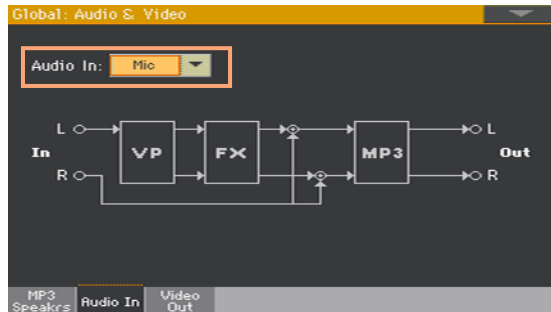 Global: Audio & Video
Audio In: Mic
L L
In VP FX MP3 Out
R R
MP3 Speakrs Audio In Video Out